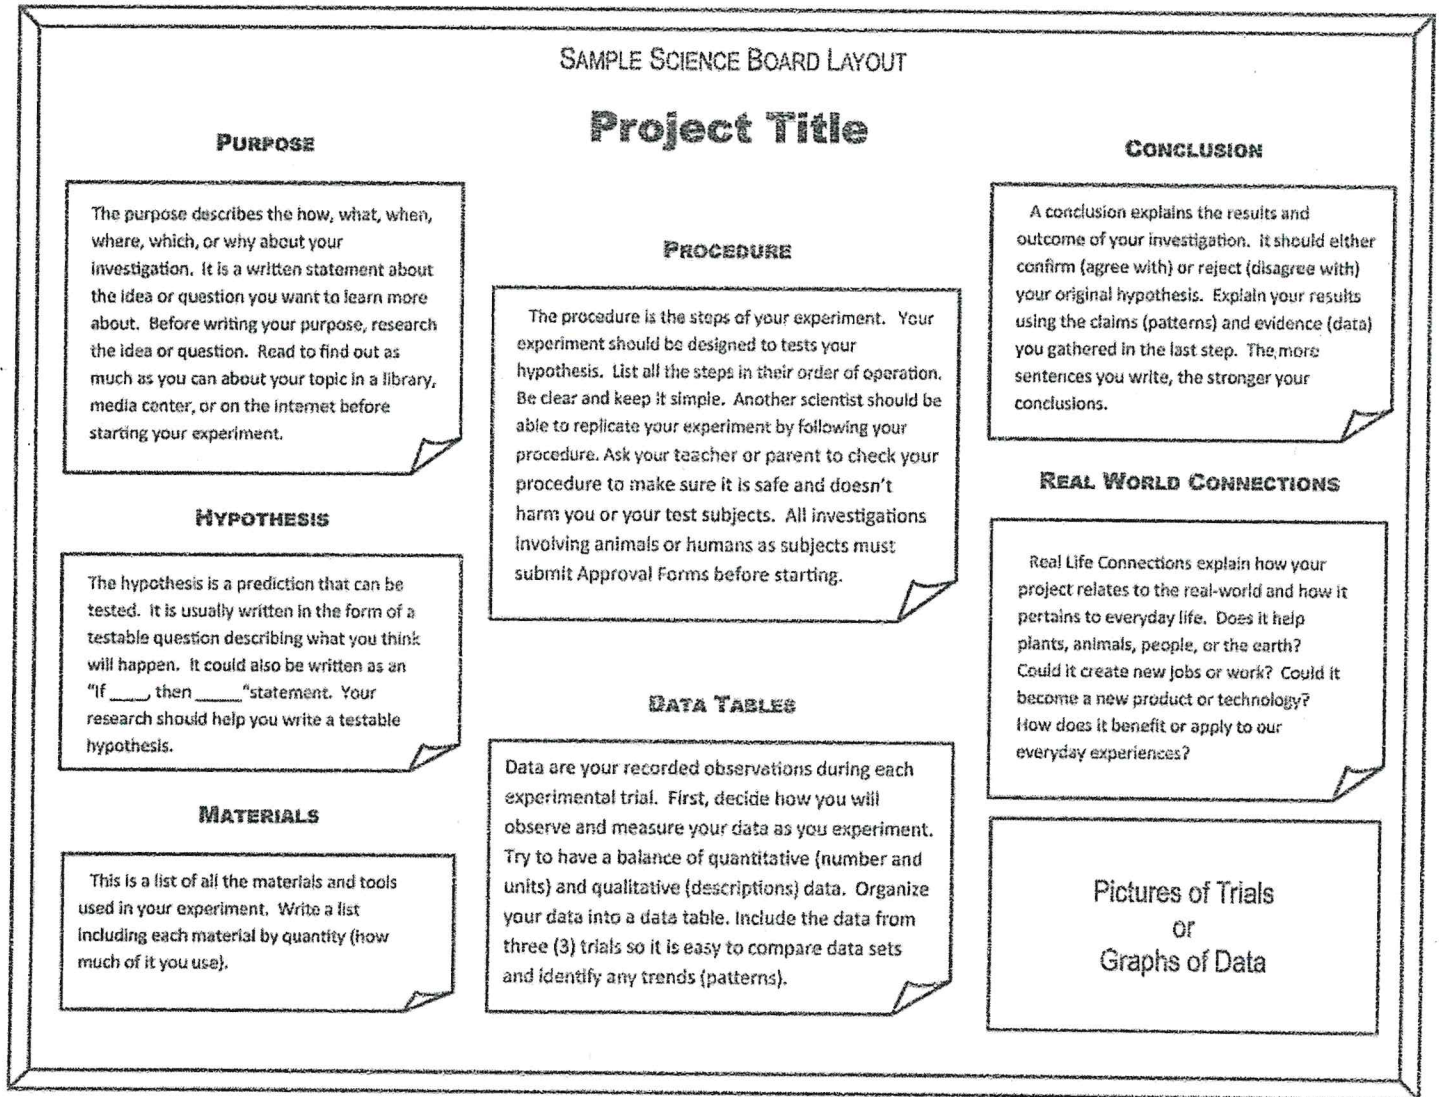 SAMPLE SCIENCE BOARD LAYOUT
Project Title
PURPOSE
The purpose describes the how, what, when,
where, which, or why about your
investigation. It is a written statement about
the idea or question you want to learn more
about. Before writing your purpose, research
the idea or question. Read to find out as
much as you can about your topic in a library,
media center, or on the internet before
starting your experiment.
HYPOTHESIS
The hypothesis is a prediction that can be
tested. It is usually written in the form of a
testable question describing what you think
will happen. It could also be written as an
"If ____, then _____"statement. Your
research should help you write a testable
hypothesis.
MATERIALS
This is a list of all the materials and tools
used in your experiment. Write a list
including each material by quantity (how
much of it you use).
PROCEDURE
The procedure is the steps of your experiment. Your
experiment should be designed to tests your
hypothesis. List all the steps in their order of operation.
Be clear and keep it simple. Another scientist should be
able to replicate your experiment by following your
procedure. Ask your teacher or parent to check your
procedure to make sure it is safe and doesn't
harm you or your test subjects. All investigations
involving animals or humans as subjects must
submit Approval Forms before starting.
DATA TABLES
Data are your recorded observations during each
experimental trial. First, decide how you will
observe and measure your data as you experiment.
Try to have a balance of quantitative (number and
units) and qualitative (descriptions) data. Organize
your data into a data table. Include the data from
three (3) trials so it is easy to compare data sets
and identify any trends (patterns).
CONCLUSION
A conclusion explains the results and
outcome of your investigation. It should either
confirm (agree with) or reject (disagree with)
your original hypothesis. Explain your results
using the claims (patterns) and evidence (data)
you gathered in the last step. The more
sentences you write, the stronger your
conclusions.
REAL WORLD CONNECTIONS
Real Life Connections explain how your
project relates to the real-world and how it
pertains to everyday life. Does it help
plants, animals, people, or the earth?
Could it create new jobs or work? Could it
become a new product or technology?
How does it benefit or apply to our
everyday experiences?
Pictures of Trials
or
Graphs of Data